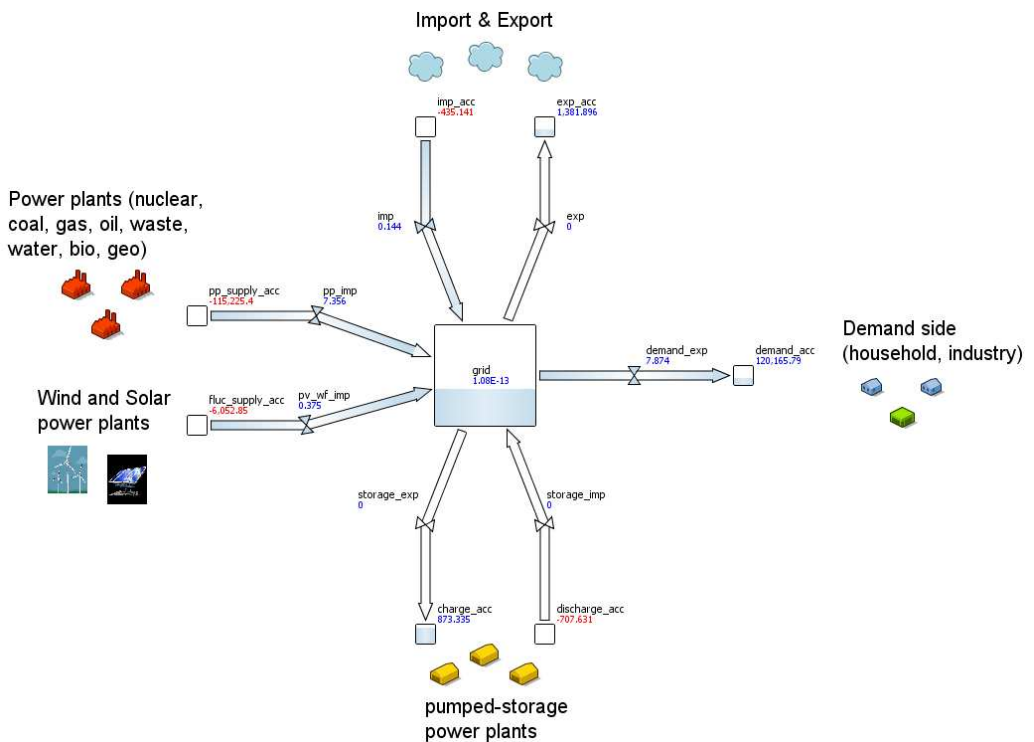 Import & Export
imp_acc
-435.141
exp_acc
1,381.896
Power plants (nuclear,
coal, gas, oil, waste,
water, bio, geo)
imp
0.144
exp
0
pp_supply_acc
-115,225.4
pp_imp
7.356
grid
1.08E-13
demand_exp
7.874
demand_acc
120,165.79
Demand side
(household, industry)
Wind and Solar
power plants
fluc_supply_acc
-6,052.85
pv_wf_imp
0.375
storage_exp
0
storage_imp
0
charge_acc
873.335
discharge_acc
-707.631
pumped-storage
power plants